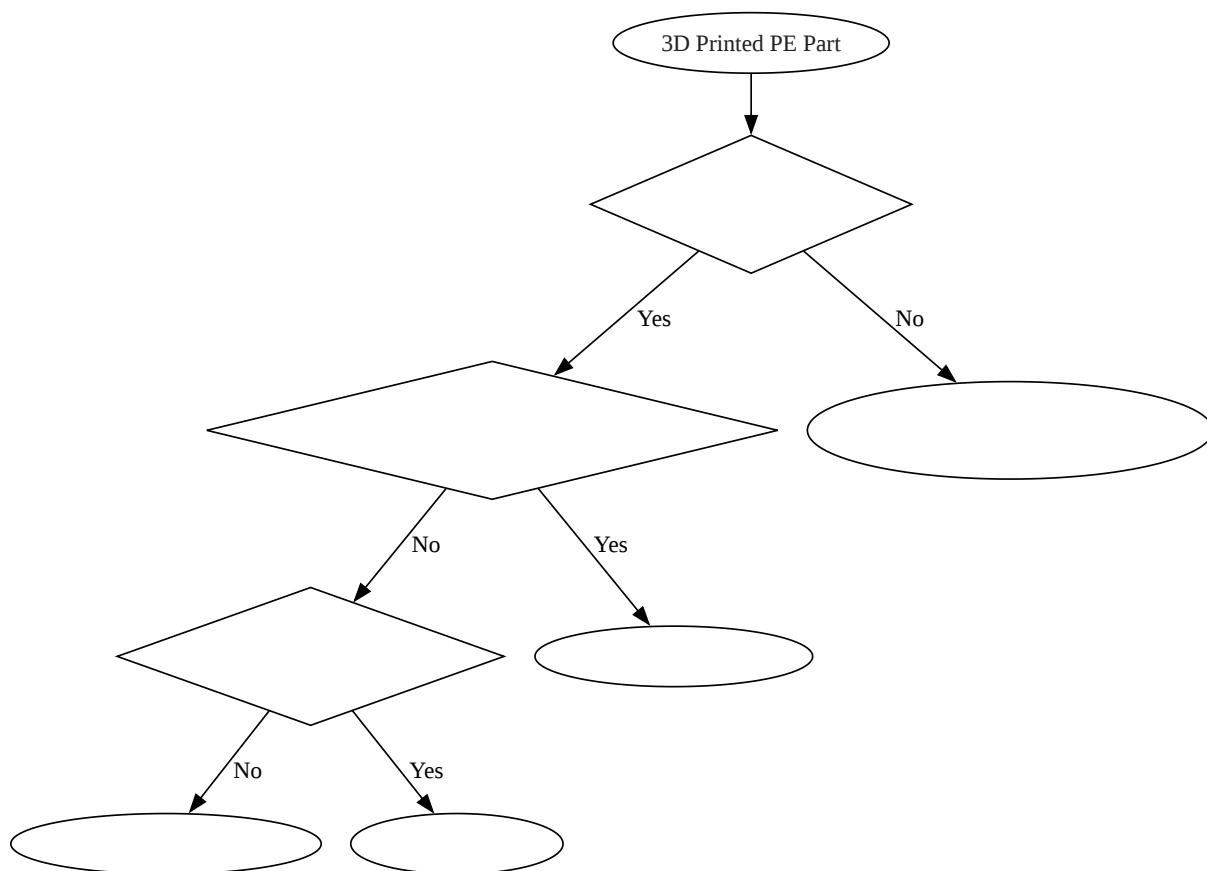 3D Printed PE Part
Yes
No
No
Yes
No
Yes